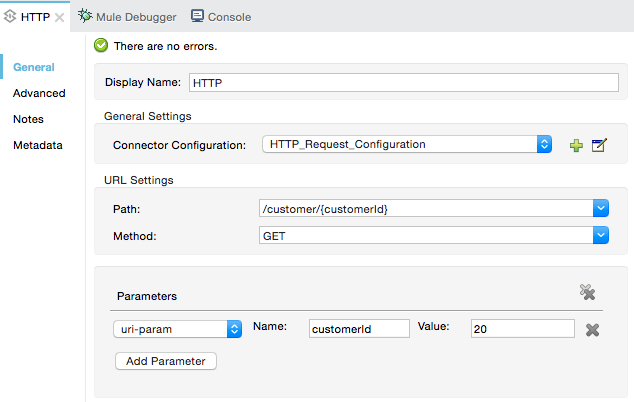 HTTP Mule Debugger Console
There are no errors.
General
Advanced
Notes
Metadata
Display Name: HTTP
General Settings
Connector Configuration: HTTP_Request_Configuration
URL Settings
Path: /customer/{customerId}
Method: GET
Parameters
uri-param Name: customerId Value: 20
Add Parameter